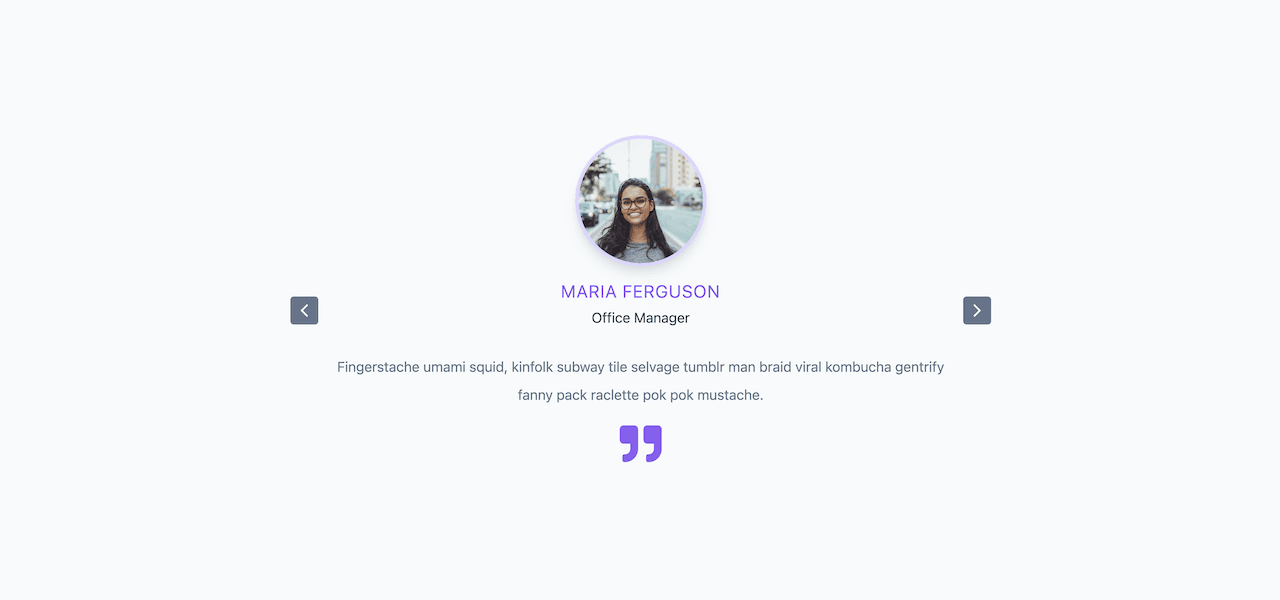 MARIA FERGUSON
Office Manager
Fingerstache umami squid, kinfolk subway tile selvage tumblr man braid viral kombucha gentrify
fanny pack raclette pok pok mustache.